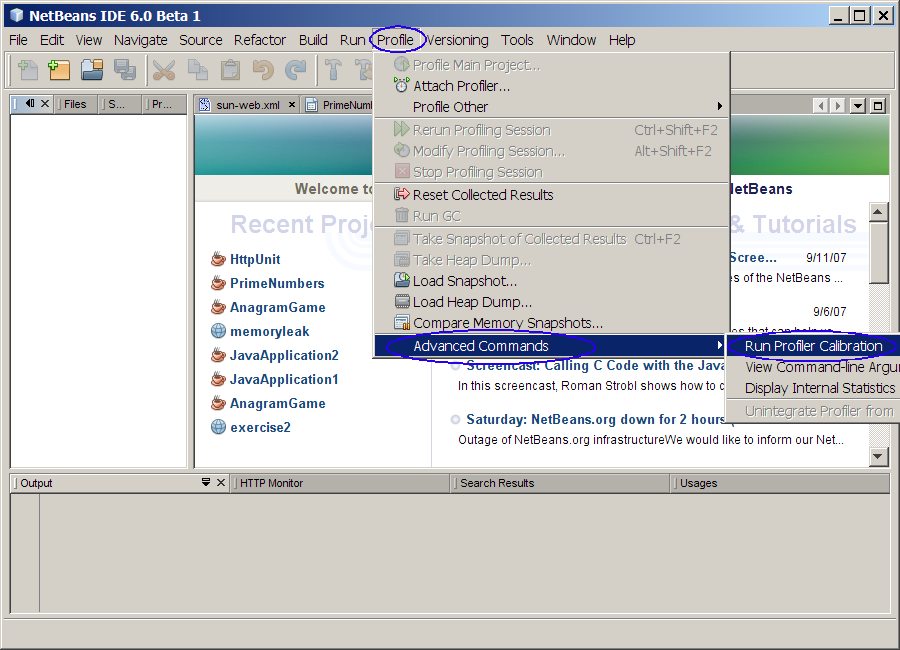 NetBeans IDE 6.0 Beta 1
File Edit View Navigate Source Refactor Build Run Profile Versioning Tools Window Help
Profile Main Project...
Attach Profiler...
Profile Other
Files S... Pr... sun-web.xml PrimeNum
Rerun Profiling Session Ctrl+Shift+F2
Modify Profiling Session... Alt+Shift+F2
Stop Profiling Session
Reset Collected Results
Run GC
Take Snapshot of Collected Results Ctrl+F2
Take Heap Dump...
Load Snapshot...
Load Heap Dump...
Compare Memory Snapshots...
Advanced Commands
Run Profiler Calibration
View Command-line Argu
Display Internal Statistics
Unintegrate Profiler from
Welcome to
NetBeans
Recent Proj
& Tutorials
HttpUnit
PrimeNumbers
AnagramGame
memoryleak
JavaApplication2
JavaApplication1
AnagramGame
exercise2
Scree... 9/11/07
es of the NetBeans ...
9/6/07
Screencast: Calling C Code with the Java
In this screencast, Roman Strobl shows how to
Saturday: NetBeans.org down for 2 hours
Outage of NetBeans.org infrastructureWe would like to inform our Net...
Output HTTP Monitor Search Results Usages